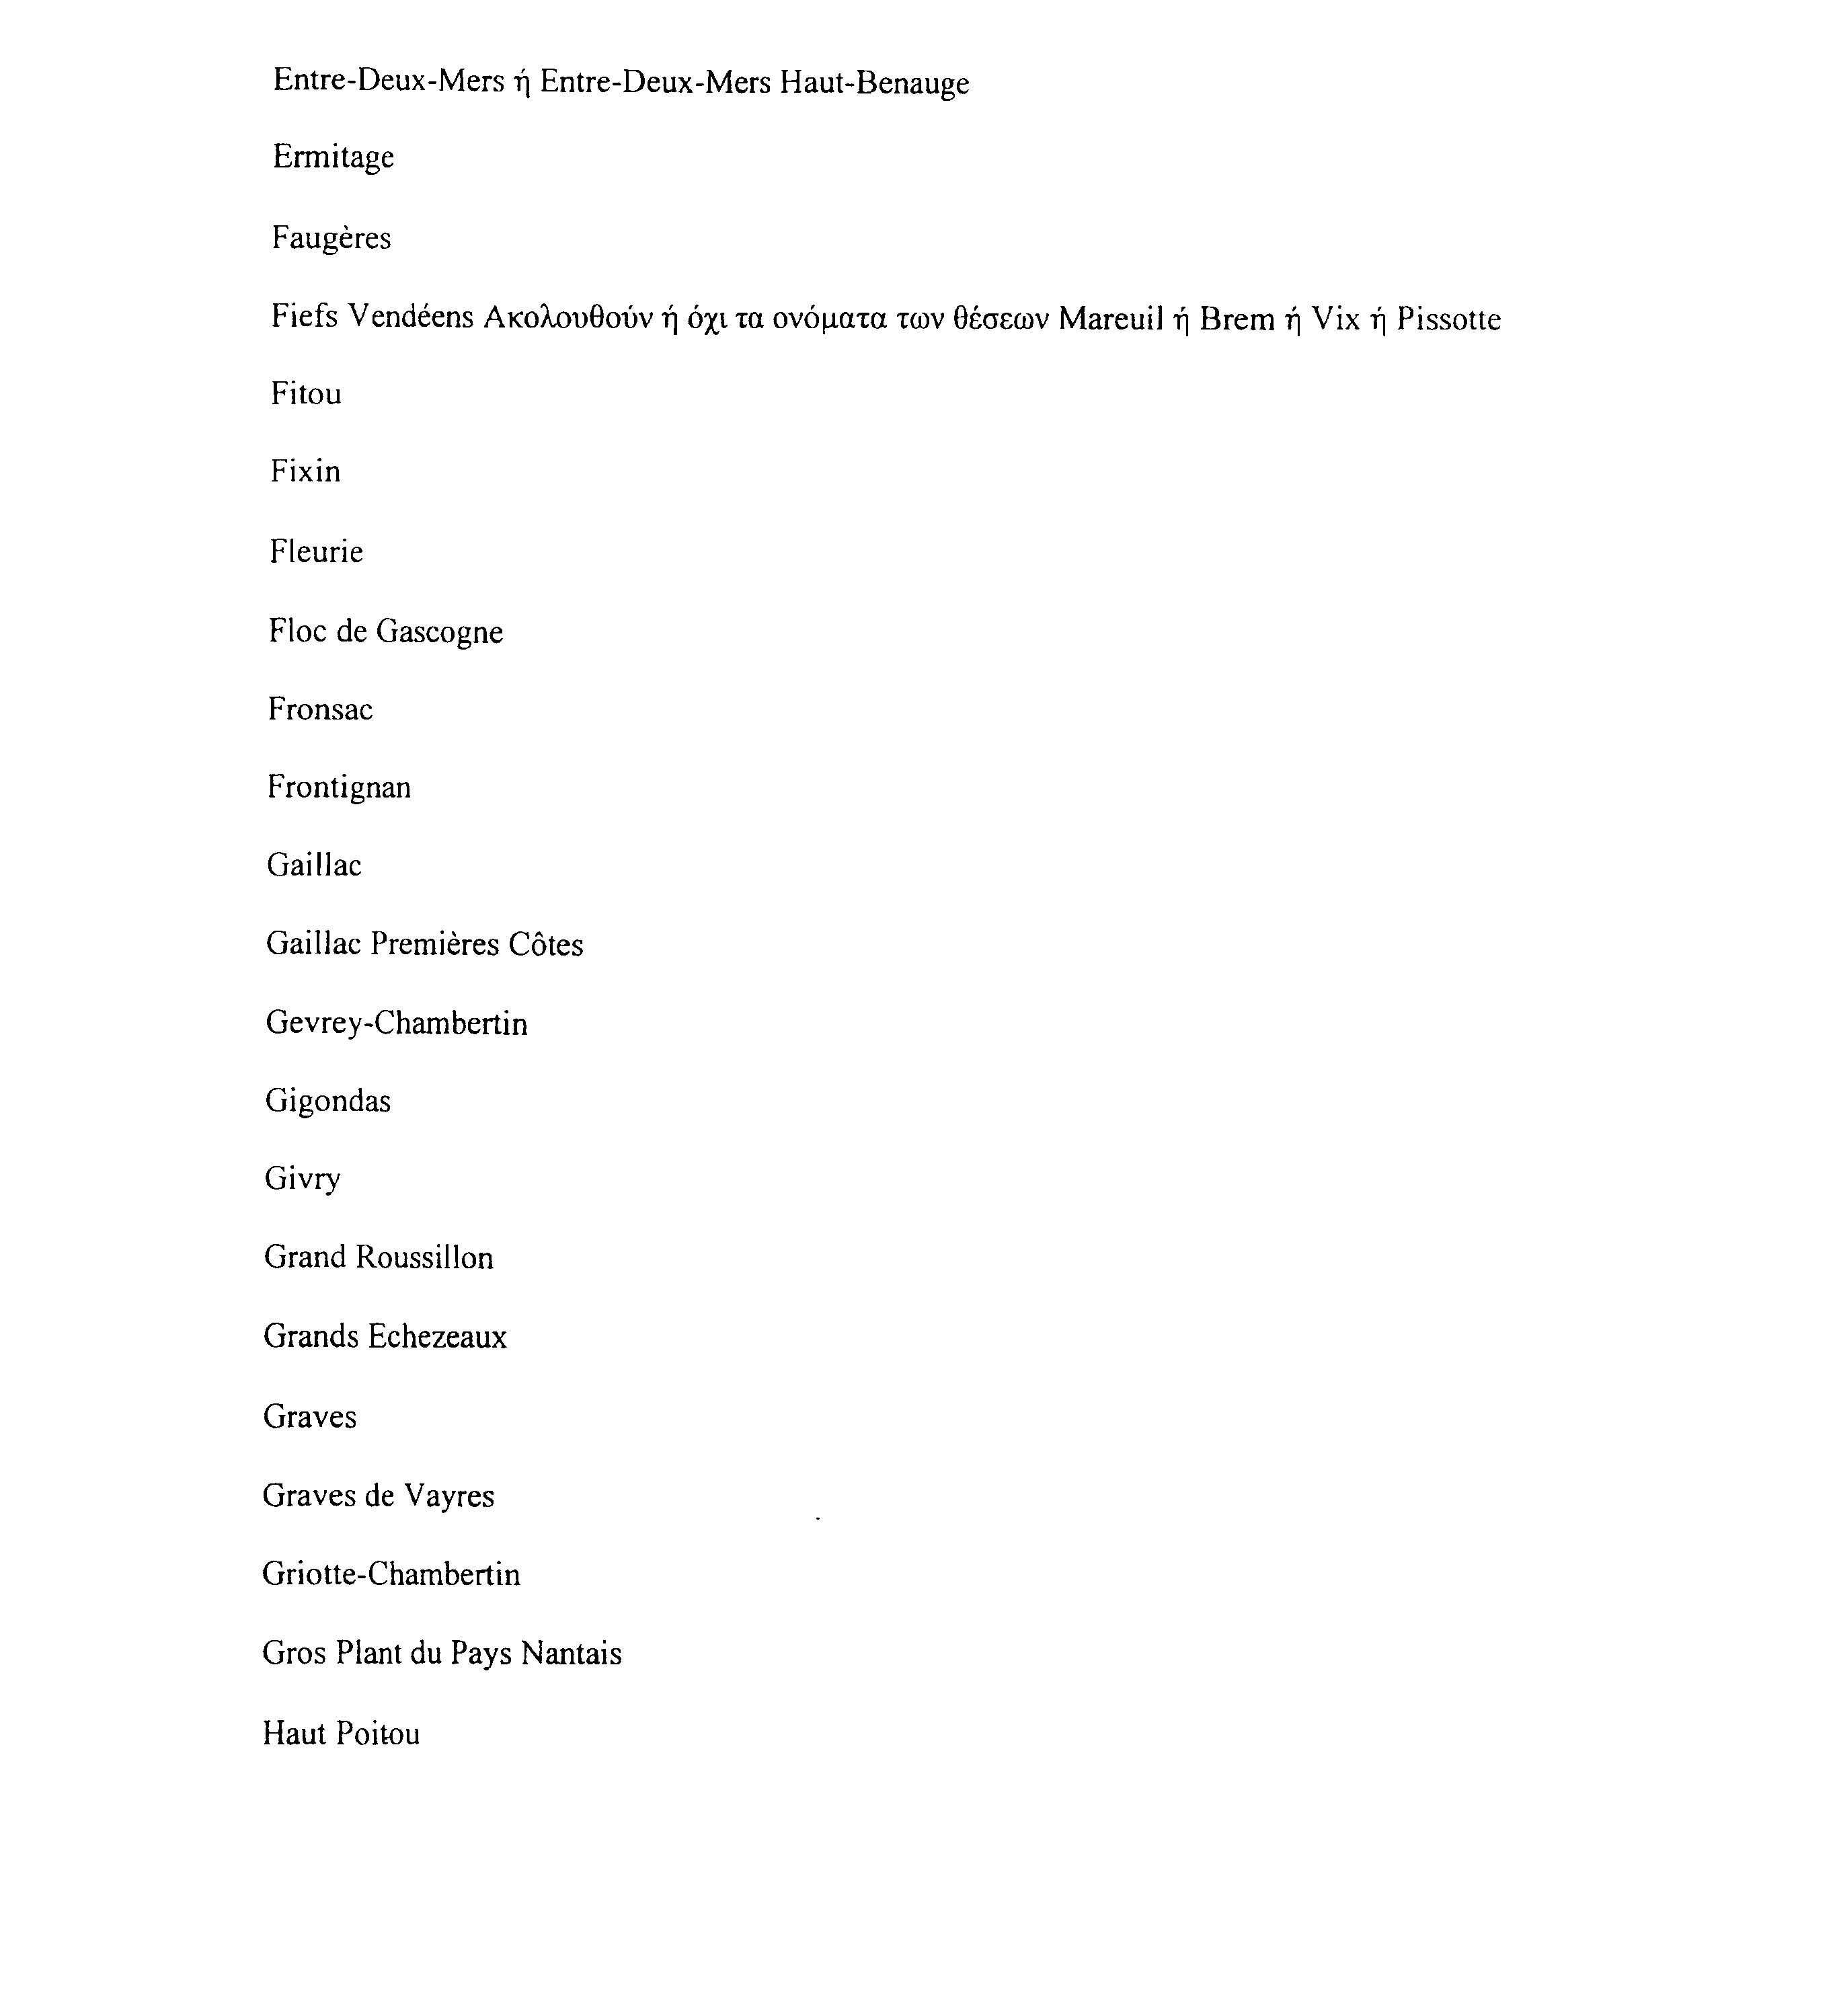 Entre-Deux-Mers ή Entre-Deux-Mers Haut-Benauge
Ermitage
Faugères
Fiefs Vendéens Ακολουθούν ή όχι τα ονόματα των θέσεων Mareuil ή Brem ή Vix ή Pissotte
Fitou
Fixin
Fleurie
Floc de Gascogne
Fronsac
Frontignan
Gaillac
Gaillac Premières Côtes
Gevrey-Chambertin
Gigondas
Givry
Grand Roussillon
Grands Echezeaux
Graves
Graves de Vayres
Griotte-Chambertin
Gros Plant du Pays Nantais
Haut Poitou